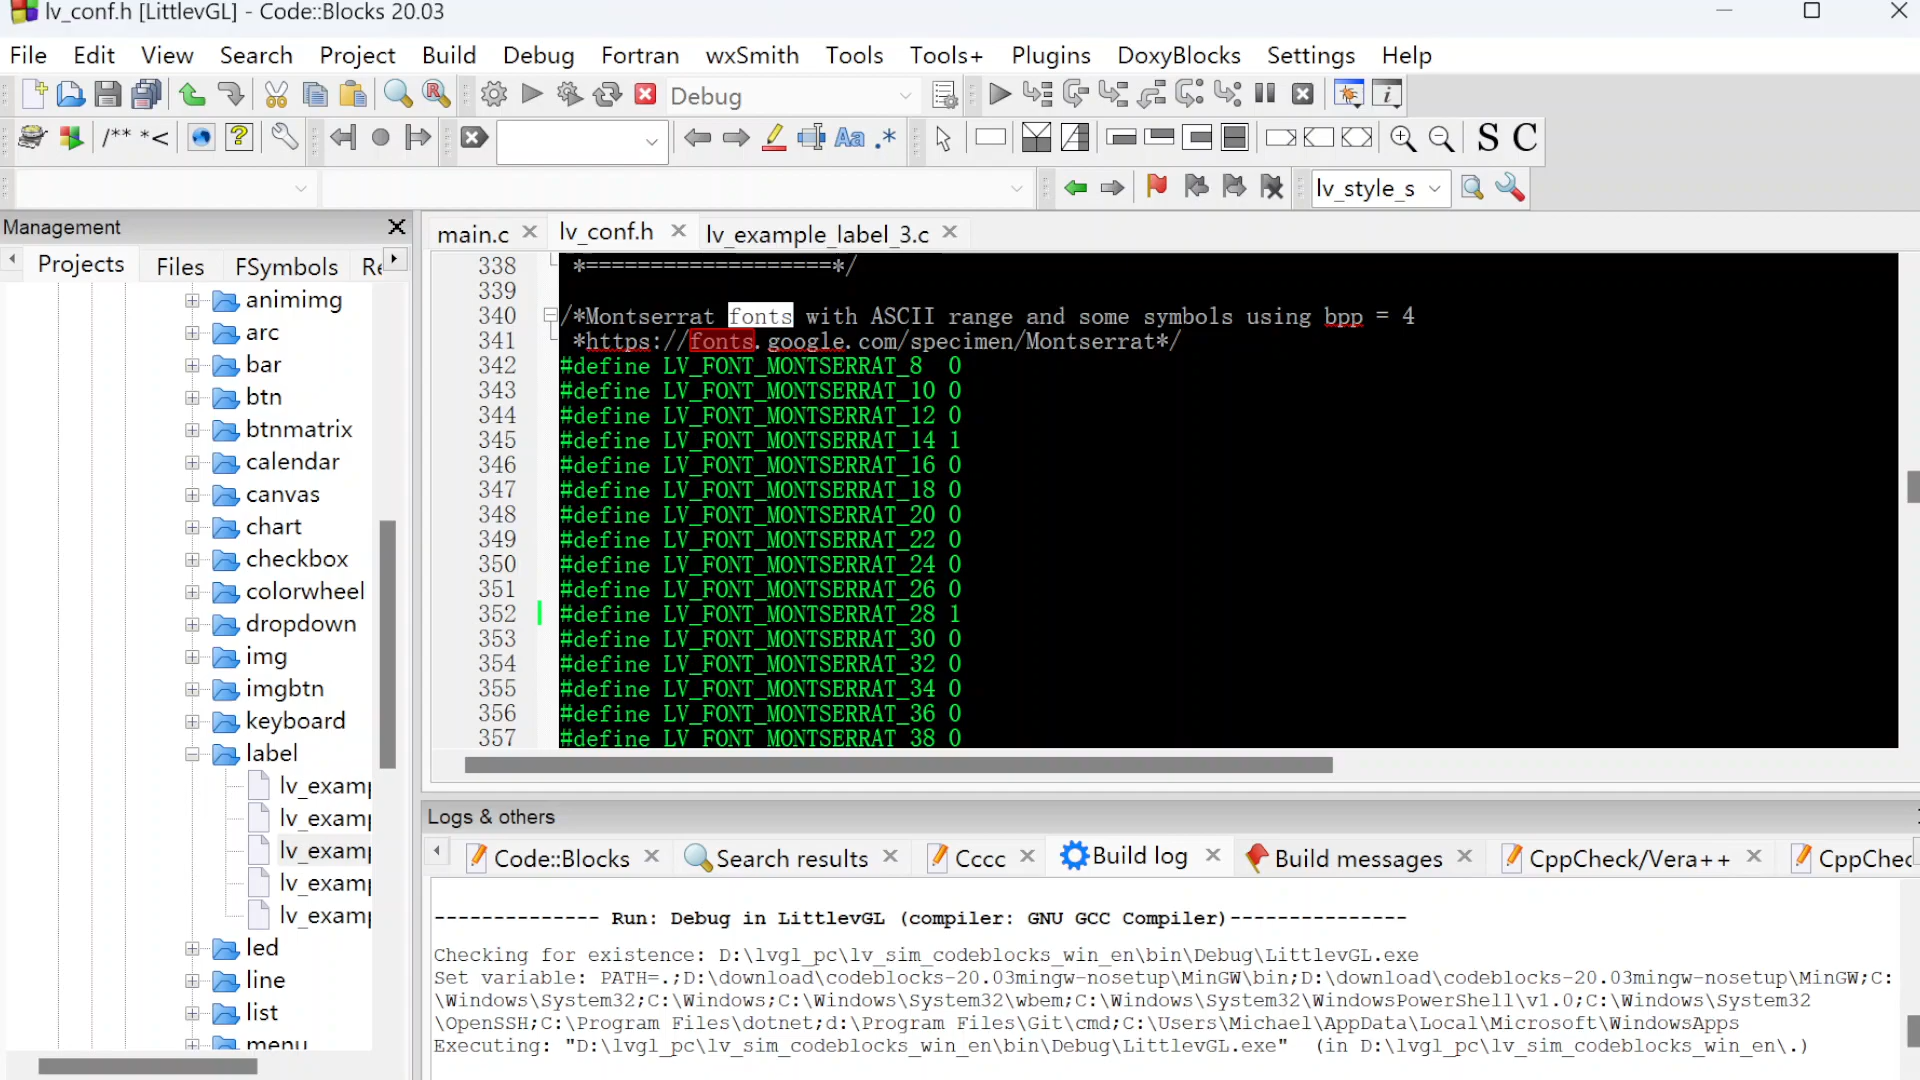 lv_conf.h [LittlevGL] - Code::Blocks 20.03
File Edit View Search Project Build Debug Fortran wxSmith Tools Tools+ Plugins DoxyBlocks Settings Help
Debug
/** *< Aa .* S C
lv_style_s
Management
Projects Files FSymbols
main.c lv_conf.h lv_example_label_3.c
animimg
arc
bar
btn
btnmatrix
calendar
canvas
chart
checkbox
colorwheel
dropdown
img
imgbtn
keyboard
label
lv_examp
lv_examp
lv_examp
lv_examp
lv_examp
led
line
list
menu
338 *===================*/
339
340 /*Montserrat fonts with ASCII range and some symbols using bpp = 4
341 *https://fonts.google.com/specimen/Montserrat*/
342 #define LV_FONT_MONTSERRAT_8 0
343 #define LV_FONT_MONTSERRAT_10 0
344 #define LV_FONT_MONTSERRAT_12 0
345 #define LV_FONT_MONTSERRAT_14 1
346 #define LV_FONT_MONTSERRAT_16 0
347 #define LV_FONT_MONTSERRAT_18 0
348 #define LV_FONT_MONTSERRAT_20 0
349 #define LV_FONT_MONTSERRAT_22 0
350 #define LV_FONT_MONTSERRAT_24 0
351 #define LV_FONT_MONTSERRAT_26 0
352 #define LV_FONT_MONTSERRAT_28 1
353 #define LV_FONT_MONTSERRAT_30 0
354 #define LV_FONT_MONTSERRAT_32 0
355 #define LV_FONT_MONTSERRAT_34 0
356 #define LV_FONT_MONTSERRAT_36 0
357 #define LV_FONT_MONTSERRAT_38 0
Logs & others
Code::Blocks Search results Cccc Build log Build messages CppCheck/Vera++ CppChec
-------------- Run: Debug in LittlevGL (compiler: GNU GCC Compiler)---------------
Checking for existence: D:\lvgl_pc\lv_sim_codeblocks_win_en\bin\Debug\LittlevGL.exe
Set variable: PATH=.;D:\download\codeblocks-20.03mingw-nosetup\MinGW\bin;D:\download\codeblocks-20.03mingw-nosetup\MinGW;C:
\Windows\System32;C:\Windows;C:\Windows\System32\wbem;C:\Windows\System32\WindowsPowerShell\v1.0;C:\Windows\System32
\OpenSSH;C:\Program Files\dotnet;d:\Program Files\Git\cmd;C:\Users\Michael\AppData\Local\Microsoft\WindowsApps
Executing: "D:\lvgl_pc\lv_sim_codeblocks_win_en\bin\Debug\LittlevGL.exe" (in D:\lvgl_pc\lv_sim_codeblocks_win_en\.)